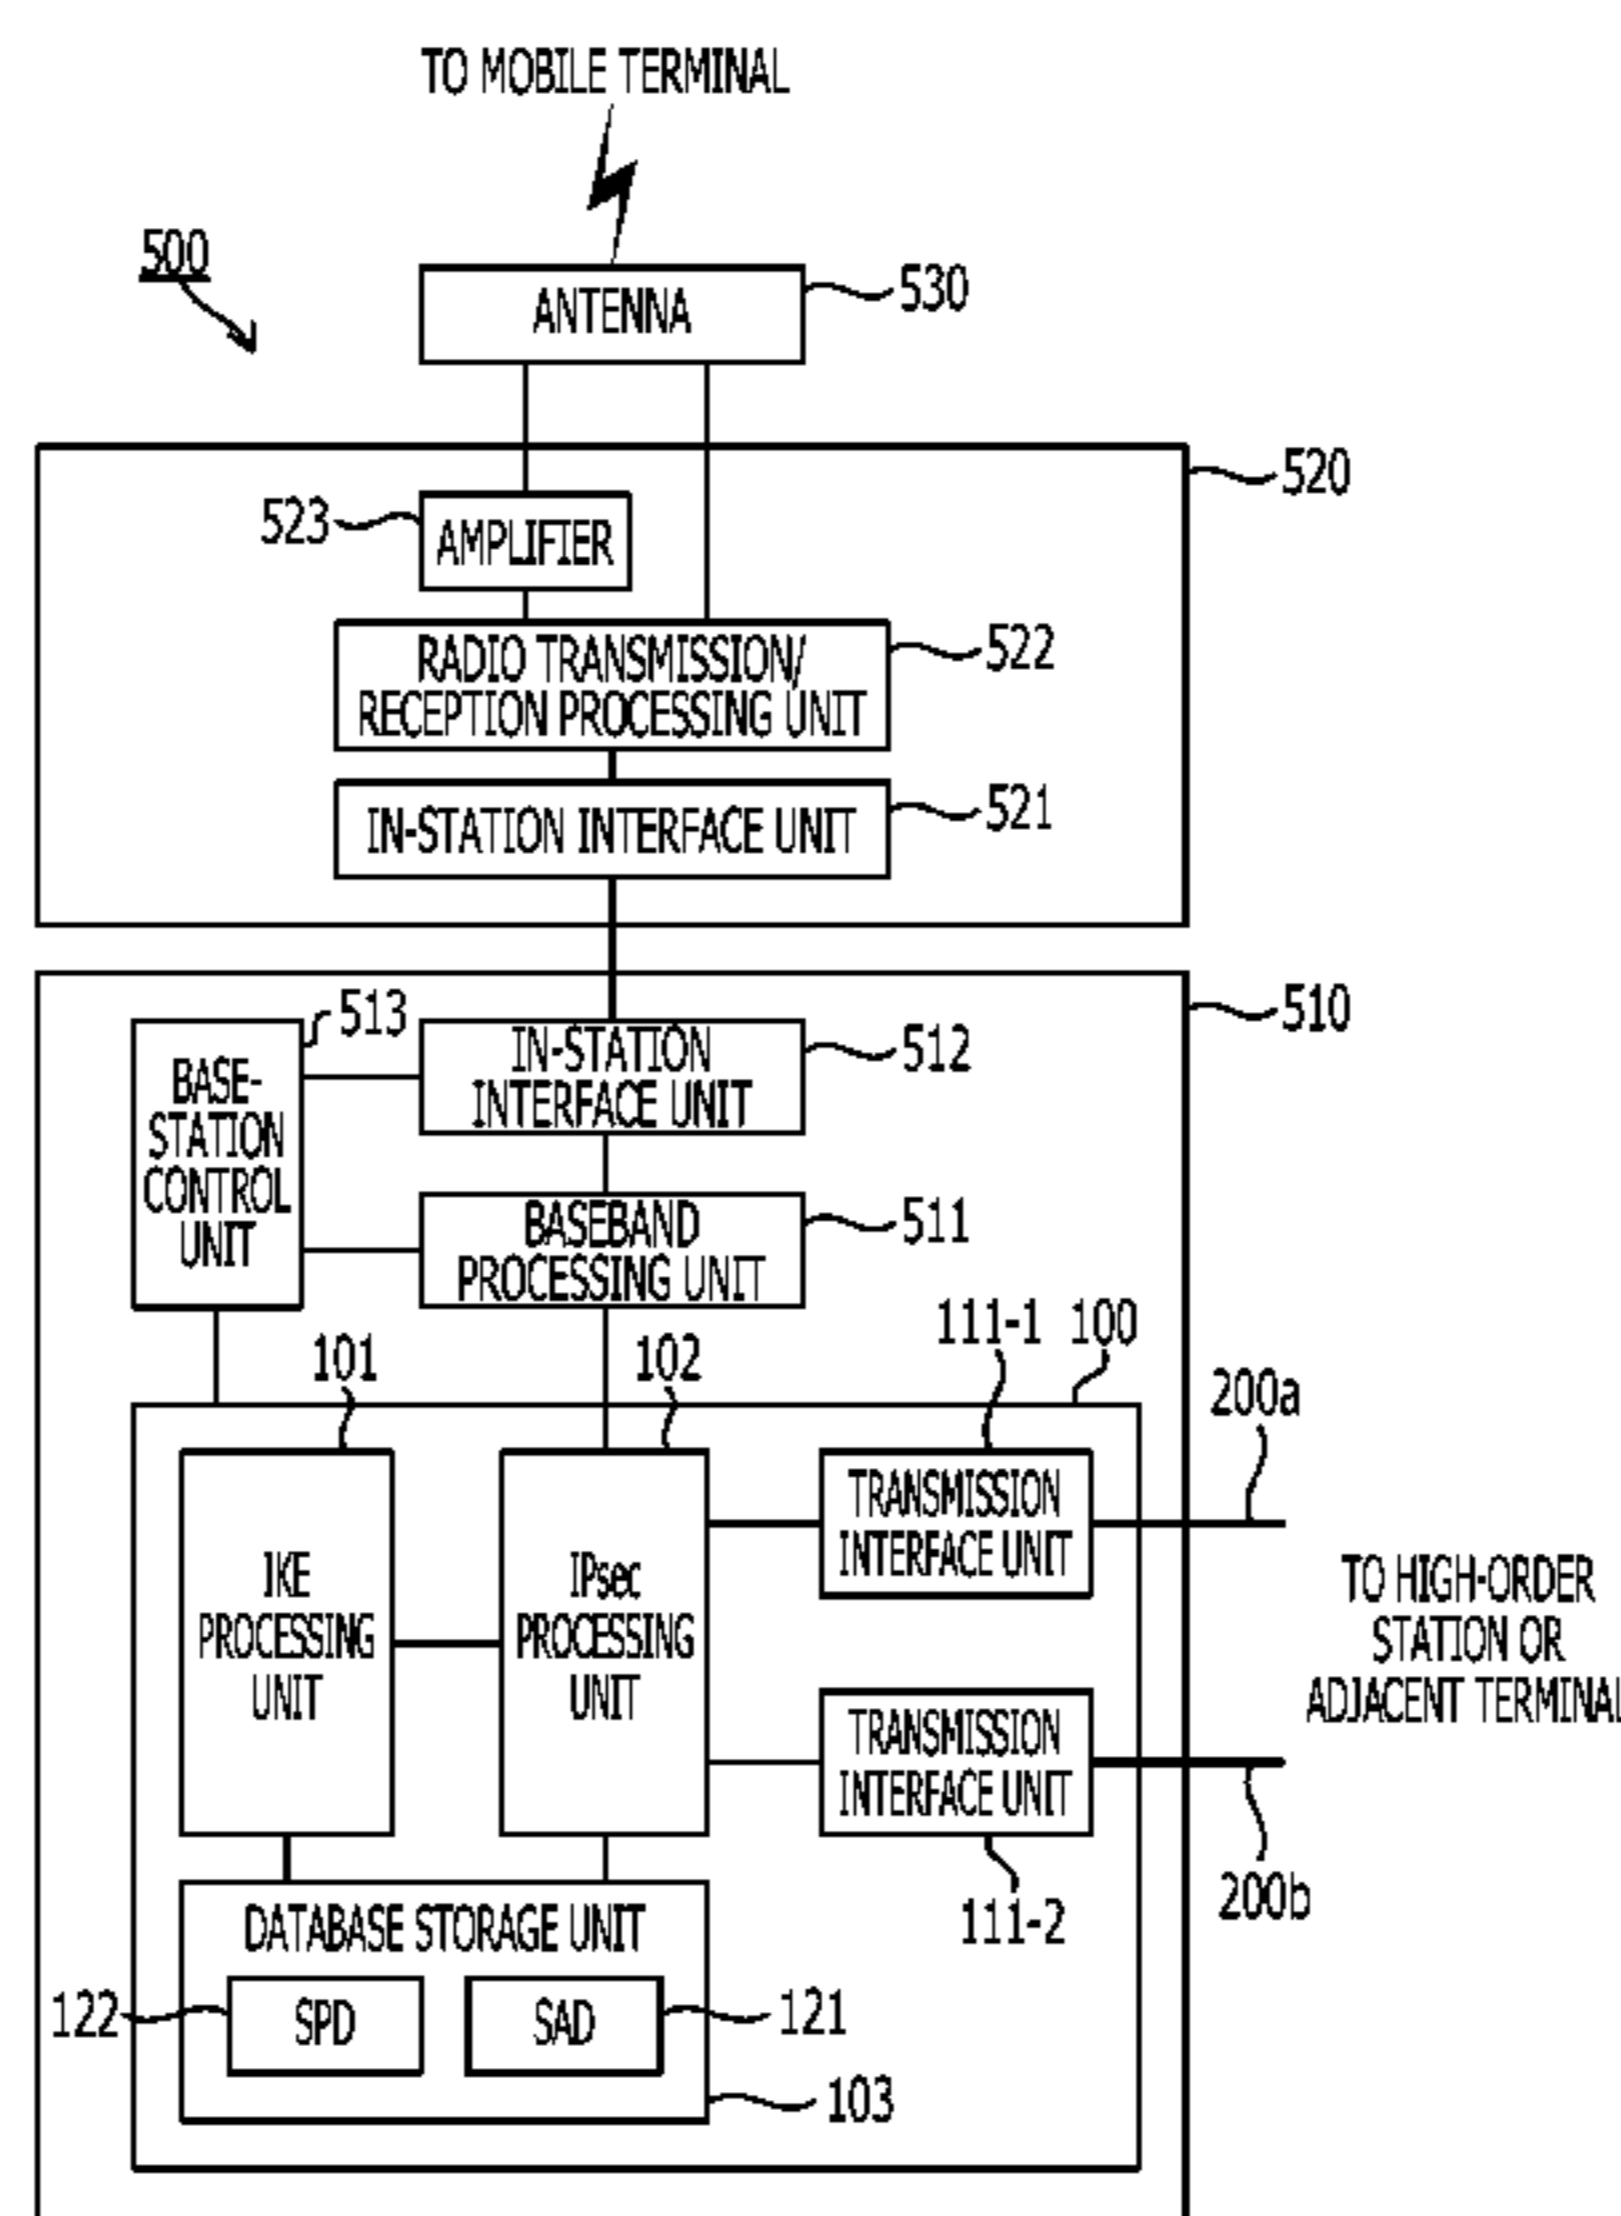 TO MOBILE TERMINAL
500
ANTENNA
530
520
523
AMPLIFIER
RADIO TRANSMISSION/
RECEPTION PROCESSING UNIT
522
IN-STATION INTERFACE UNIT
521
510
513
BASE-
STATION
CONTROL
UNIT
IN-STATION
INTERFACE UNIT
512
BASEBAND
PROCESSING UNIT
511
111-1
100
101
102
200a
IKE
PROCESSING
UNIT
IPsec
PROCESSING
UNIT
TRANSMISSION
INTERFACE UNIT
TO HIGH-ORDER
STATION OR
ADJACENT TERMINAL
TRANSMISSION
INTERFACE UNIT
111-2
200b
DATABASE STORAGE UNIT
122
SPD
SAD
121
103